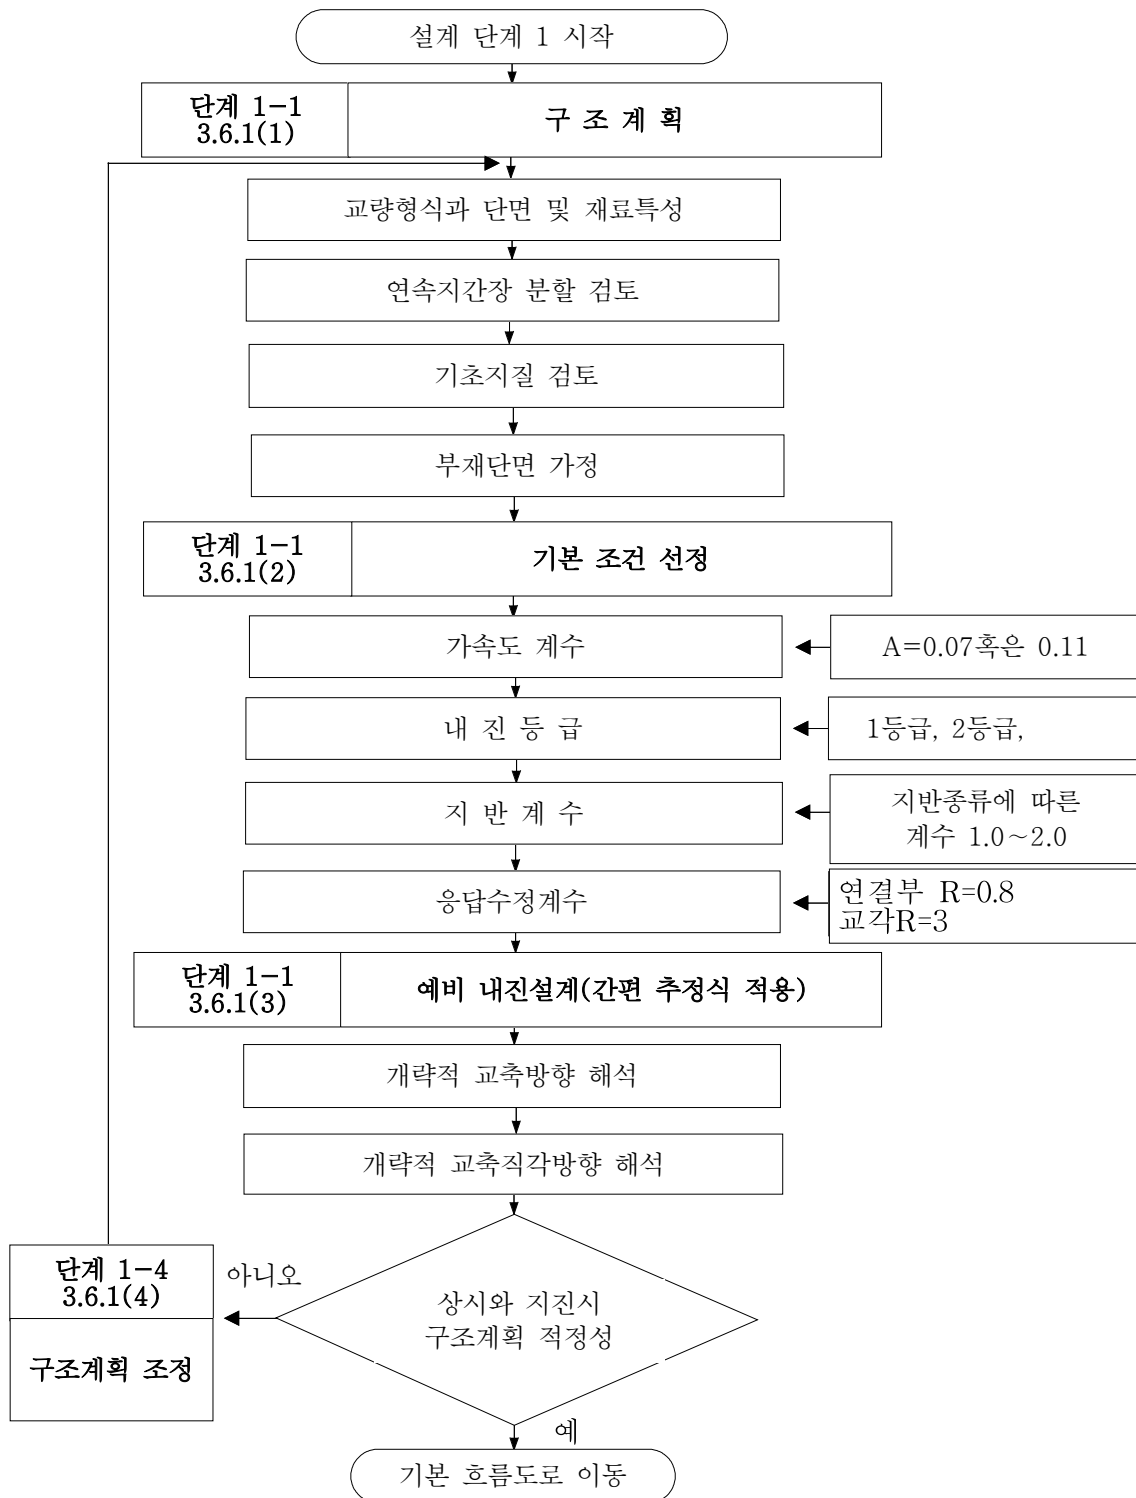 설계 단계 1 시작
단계 1-1
3.6.1(1)
구 조 계 획
교량형식과 단면 및 재료특성
연속지간장 분할 검토
기초지질 검토
부재단면 가정
단계 1-1
3.6.1(2)
기본 조건 선정
가속도 계수
A=0.07혹은 0.11
내 진 등 급
1등급, 2등급,
지 반 계 수
지반종류에 따른
계수 1.0~2.0
응답수정계수
연결부 R=0.8
교각R=3
단계 1-1
3.6.1(3)
예비 내진설계(간편 추정식 적용)
개략적 교축방향 해석
개략적 교축직각방향 해석
상시와 지진시
구조계획 적정성
아니오
단계 1-4
3.6.1(4)
구조계획 조정
예
기본 흐름도로 이동